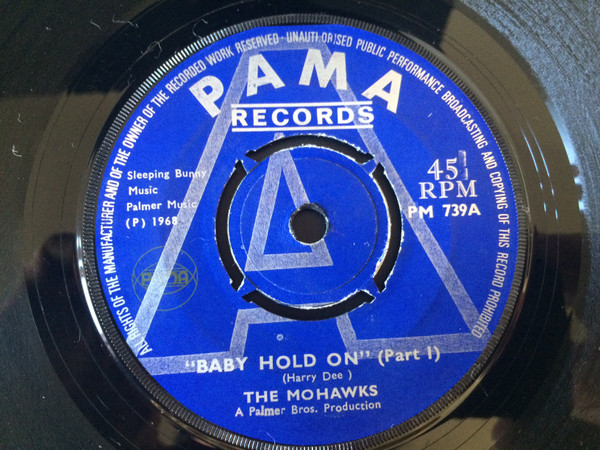 ALL RIGHTS OF THE MANUFACTURER AND OF THE OWNER OF THE RECORDED WORK RESERVED - UNAUTHORISED PUBLIC PERFORMANCE BROADCASTING AND COPYING OF THIS RECORD PROHIBITED
PAMA
RECORDS
A
Sleeping Bunny
Music
Palmer Music
(P) 1968
45
RPM
PM 739A
PAMA
"BABY HOLD ON" (Part I)
(Harry Dee)
THE MOHAWKS
A Palmer Bros. Production